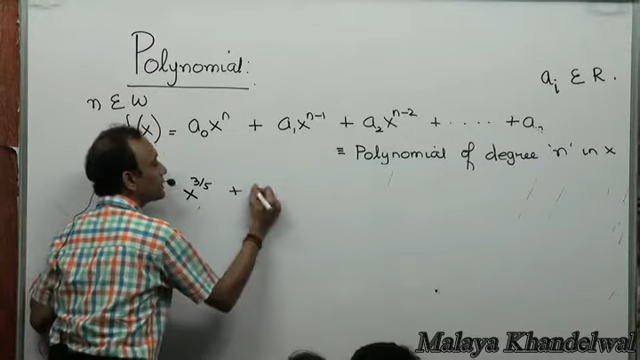 Polynomial:
aᵢ Ɛ R.
n Ɛ W
f(x) = a₀xⁿ + a₁xⁿ⁻¹ + a₂xⁿ⁻² + ..... + aₙ
≡ Polynomial of degree 'n' in x
x^3/5 +
Malaya Khandelwal